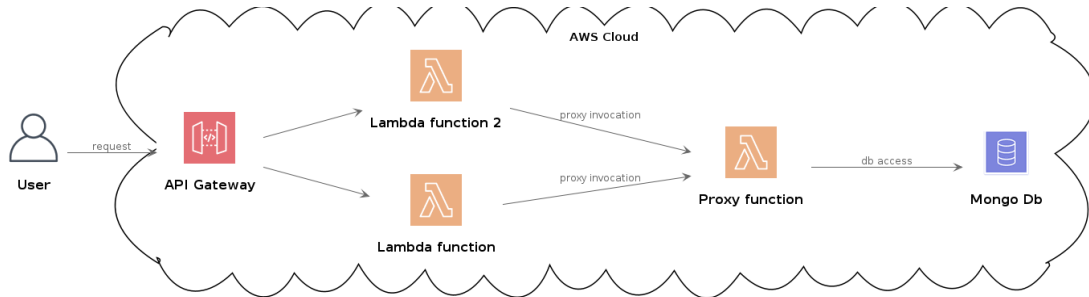 AWS Cloud
Lambda function 2
proxy invocation
request
User
API Gateway
proxy invocation
db access
Proxy function
Mongo Db
Lambda function